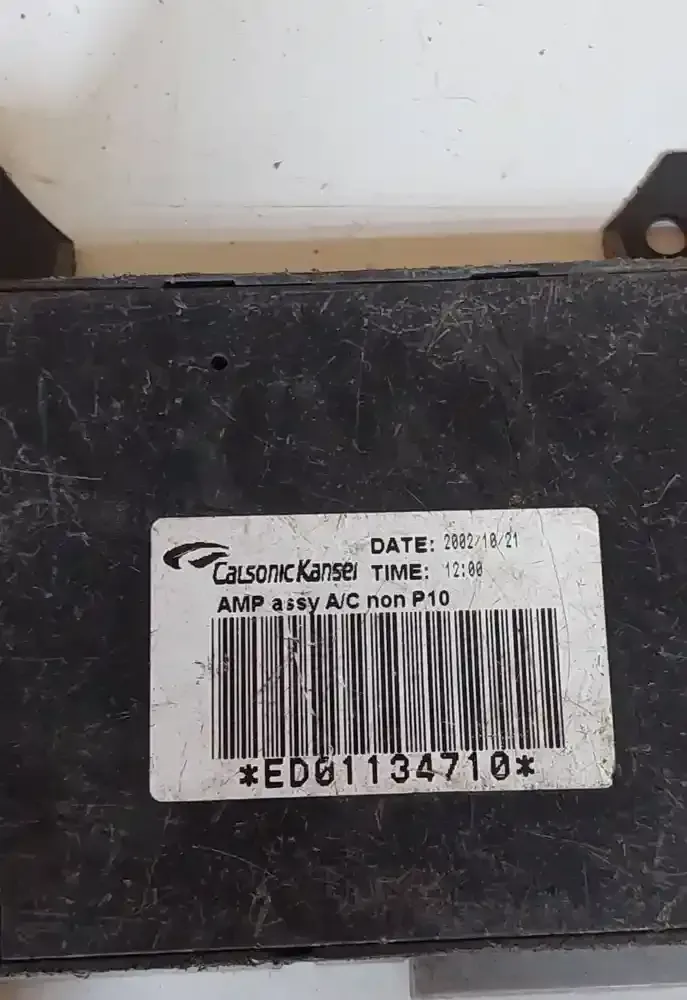 CalsonicKansei DATE: 2002/10/21
TIME: 12:00
AMP assy A/C non P10
*ED01134710*